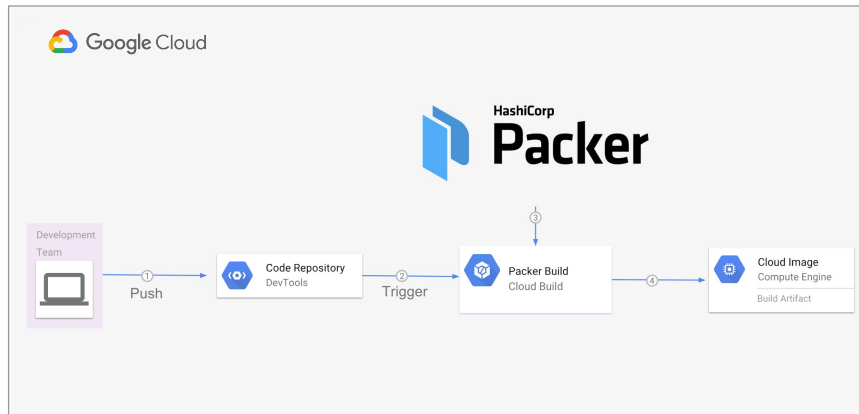 Google Cloud
HashiCorp
Packer
3
Development
Team
1
Push
Code Repository
DevTools
2
Trigger
Packer Build
Cloud Build
4
Cloud Image
Compute Engine
Build Artifact